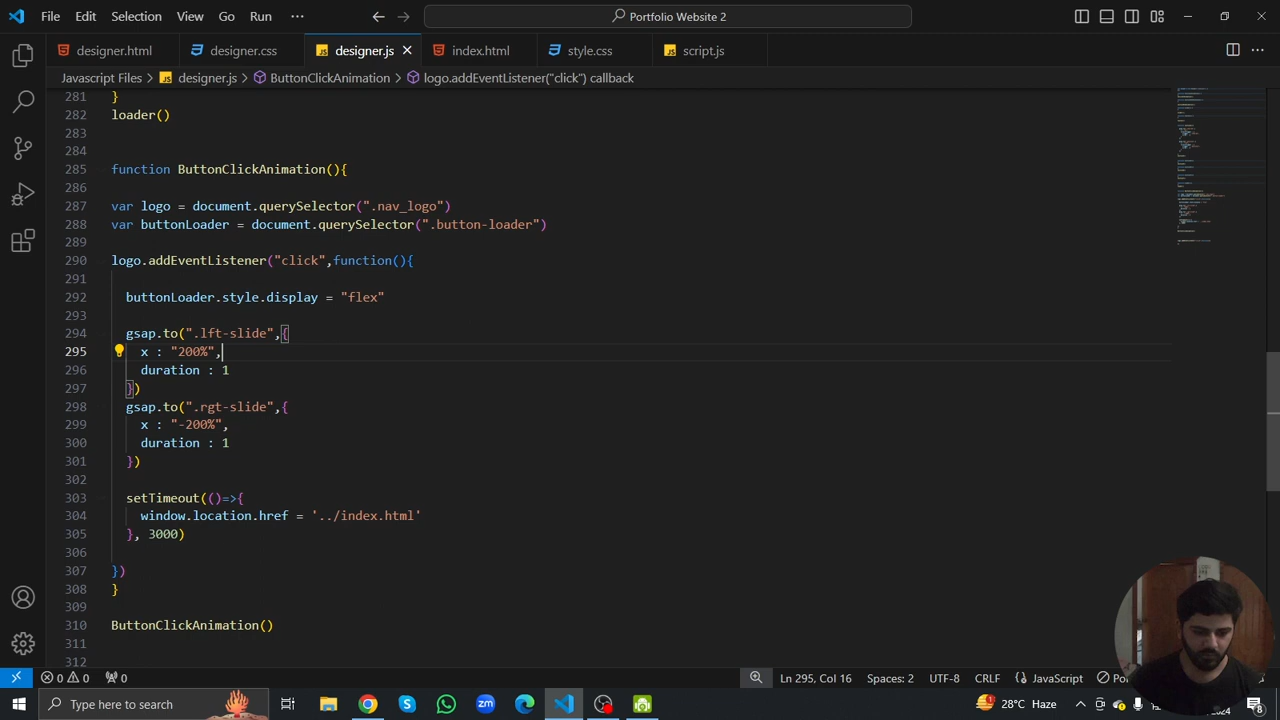 File Edit Selection View Go Run ··· Portfolio Website 2
designer.html designer.css JS designer.js index.html style.css JS script.js
Javascript Files > JS designer.js > ButtonClickAnimation > logo.addEventListener("click") callback
281 }
282 loader()
283
284
285 function ButtonClickAnimation(){
286
287 var logo = document.querySelector(".nav_logo")
288 var buttonLoader = document.querySelector(".button-loader")
289
290 logo.addEventListener("click",function(){
291
292 buttonLoader.style.display = "flex"
293
294 gsap.to(".lft-slide",{
295 x : "200%",
296 duration : 1
297 })
298 gsap.to(".rgt-slide",{
299 x : "-200%",
300 duration : 1
301 })
302
303 setTimeout(()=>{
304 window.location.href = '../index.html'
305 }, 3000)
306
307 })
308 }
309
310 ButtonClickAnimation()
311
312
0 0 0 Ln 295, Col 16 Spaces: 2 UTF-8 CRLF {} JavaScript
Type here to search 28°C Haze